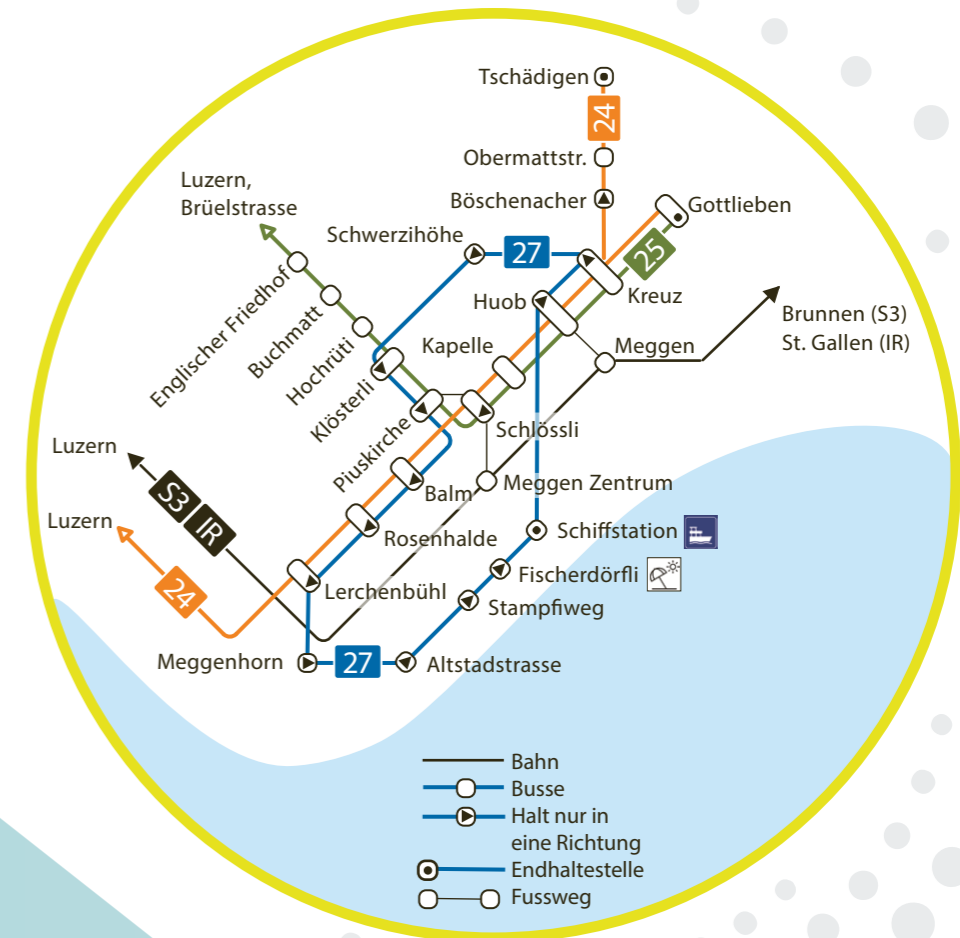 Tschädigen
24
Obermattstr.
Böschenacher
Luzern,
Brüelstrasse
Gottlieben
25
Schwerzihöhe
27
Kreuz
Huob
Brunnen (S3)
St. Gallen (IR)
Englischer Friedhof
Buchmatt
Hochrüti
Klösterli
Kapelle
Meggen
Piuskirche
Schlössli
Luzern
S3 IR
Balm
Meggen Zentrum
Luzern
24
Rosenhalde
Schiffstation
Lerchenbühl
Fischerdörfli
Stampfiweg
Meggenhorn
27
Altstadstrasse
Bahn
Busse
Halt nur in
eine Richtung
Endhaltestelle
Fussweg